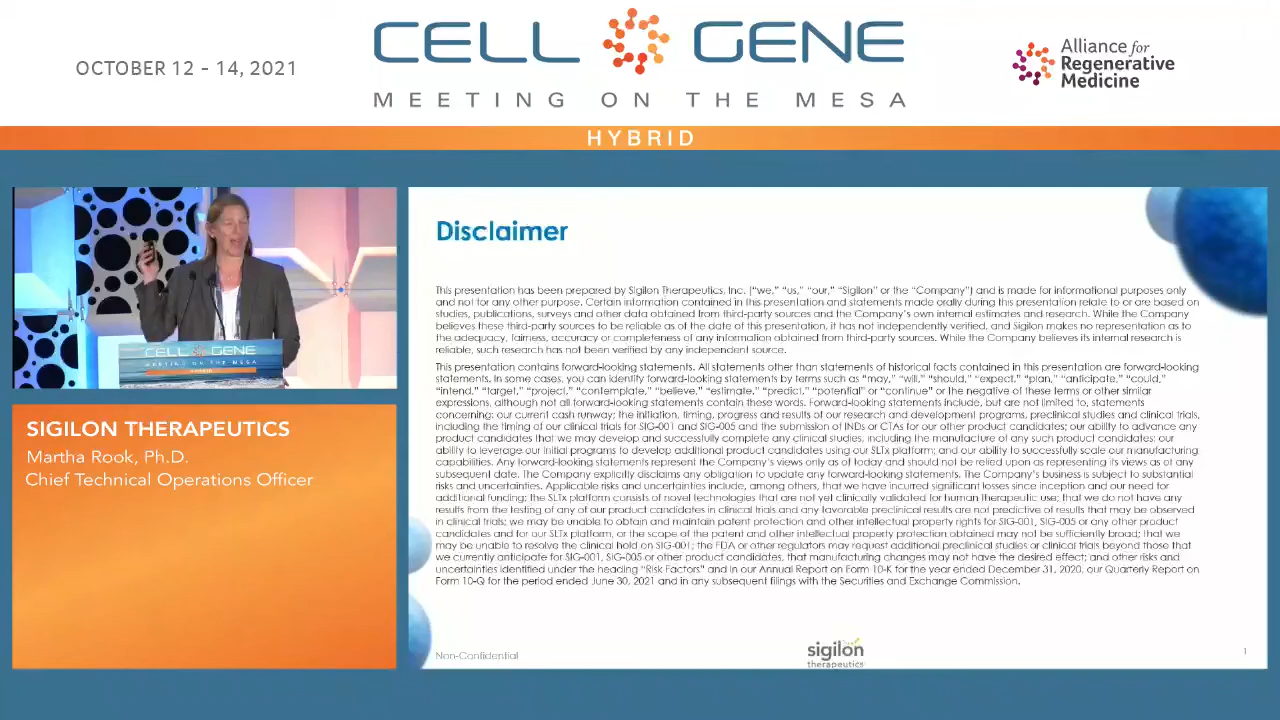 OCTOBER 12 - 14, 2021
CELL GENE
MEETING ON THE MESA
Alliance for
Regenerative
Medicine
HYBRID
CELL GENE
MEETING ON THE MESA
HYBRID
SIGILON THERAPEUTICS
Martha Rook, Ph.D.
Chief Technical Operations Officer
Disclaimer
This presentation has been prepared by Sigilon Therapeutics, Inc. (“we,” “us,” “our,” “Sigilon” or the “Company”) and is made for informational purposes only
and not for any other purpose. Certain information contained in this presentation and statements made orally during this presentation relate to or are based on
studies, publications, surveys and other data obtained from third-party sources and the Company’s own internal estimates and research. While the Company
believes these third-party sources to be reliable as of the date of this presentation, it has not independently verified, and Sigilon makes no representation as to
the adequacy, fairness, accuracy or completeness of any information obtained from third-party sources. While the Company believes its internal research is
reliable, such research has not been verified by any independent source.
This presentation contains forward-looking statements. All statements other than statements of historical facts contained in this presentation are forward-looking
statements. In some cases, you can identify forward-looking statements by terms such as “may,” “will,” “should,” “expect,” “plan,” “anticipate,” “could,”
“intend,” “target,” “project,” “contemplate,” “believe,” “estimate,” “predict,” “potential” or “continue” or the negative of these terms or other similar
expressions, although not all forward-looking statements contain these words. Forward-looking statements include, but are not limited to, statements
concerning: our current cash runway; the initiation, timing, progress and results of our research and development programs, preclinical studies and clinical trials,
including the timing of our clinical trials for SIG-001 and SIG-005 and the submission of INDs or CTAs for our other product candidates; our ability to advance any
product candidates that we may develop and successfully complete any clinical studies, including the manufacture of any such product candidates; our
ability to leverage our initial programs to develop additional product candidates using our SLTx platform; and our ability to successfully scale our manufacturing
capabilities. Any forward-looking statements represent the Company’s views only as of today and should not be relied upon as representing its views as of any
subsequent date. The Company explicitly disclaims any obligation to update any forward-looking statements. The Company’s business is subject to substantial
risks and uncertainties. Applicable risks and uncertainties include, among others, that we have incurred significant losses since inception and our need for
additional funding; the SLTx platform consists of novel technologies that are not yet clinically validated for human therapeutic use; that we do not have any
results from the testing of any of our product candidates in clinical trials and any favorable preclinical results are not predictive of results that may be observed
in clinical trials; we may be unable to obtain and maintain patent protection and other intellectual property rights for SIG-001, SIG-005 or any other product
candidates and for our SLTx platform, or the scope of the patent and other intellectual property protection obtained may not be sufficiently broad; that we
may be unable to resolve the clinical hold on SIG-001; the FDA or other regulators may request additional preclinical studies or clinical trials beyond those that
we currently anticipate for SIG-001, SIG-005 or other product candidates, that manufacturing changes may not have the desired effect; and other risks and
uncertainties identified under the heading “Risk Factors” and in our Annual Report on Form 10-K for the year ended December 31, 2020, our Quarterly Report on
Form 10-Q for the period ended June 30, 2021 and in any subsequent filings with the Securities and Exchange Commission.
Non-Confidential
sigilon
therapeutics
1